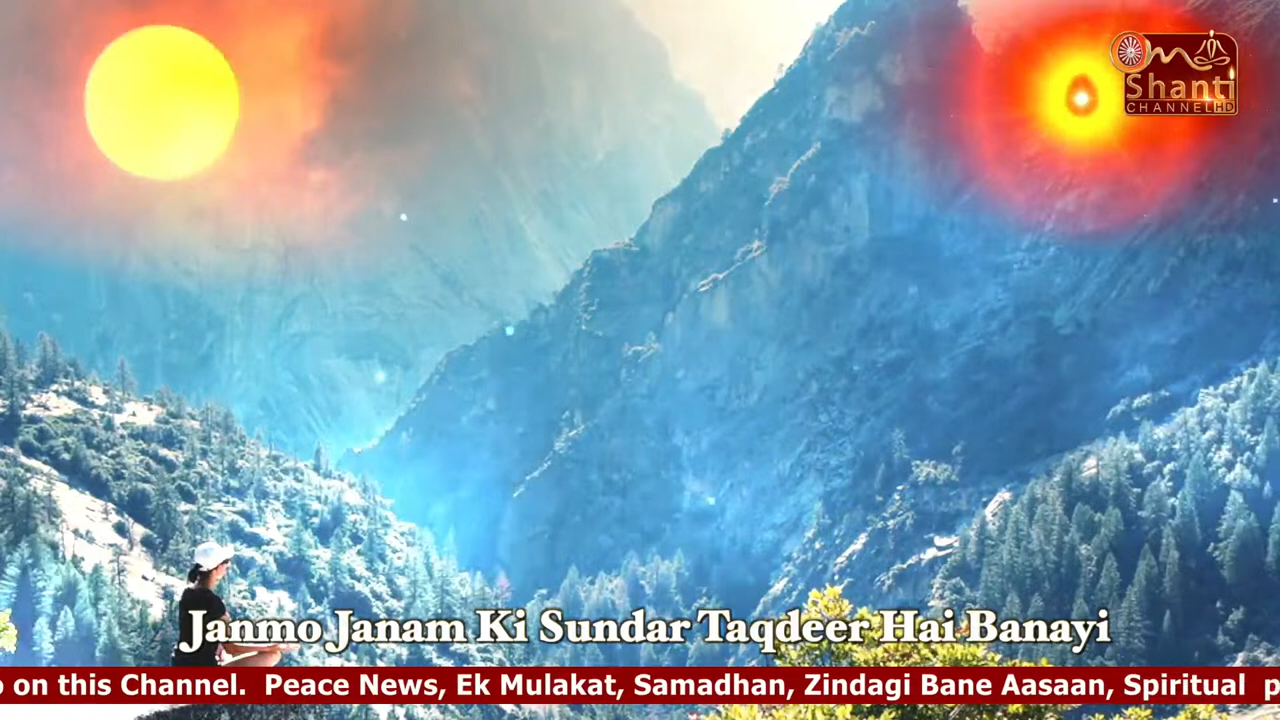 Om
Shanti
CHANNEL HD
Janmo Janam Ki Sundar Taqdeer Hai Banayi
on this Channel. Peace News, Ek Mulakat, Samadhan, Zindagi Bane Aasaan, Spiritual